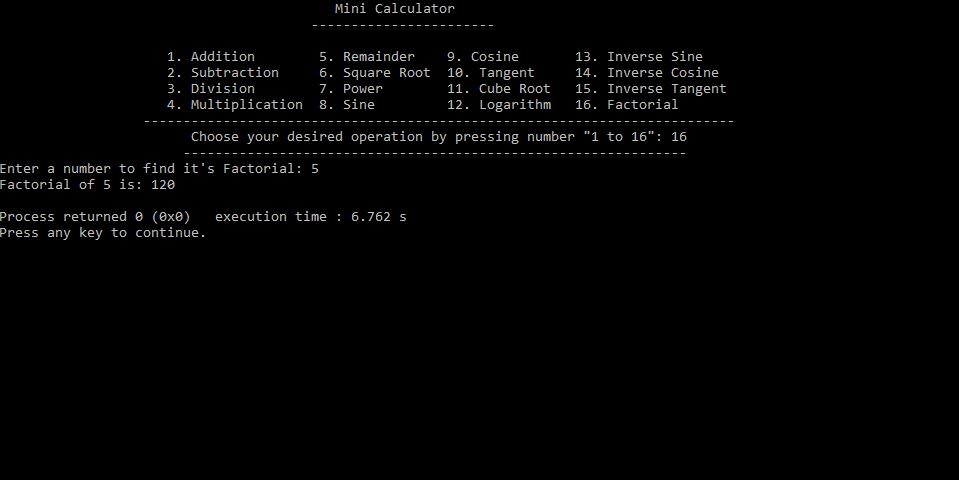 Mini Calculator
-----------------------
1. Addition 5. Remainder 9. Cosine 13. Inverse Sine
2. Subtraction 6. Square Root 10. Tangent 14. Inverse Cosine
3. Division 7. Power 11. Cube Root 15. Inverse Tangent
4. Multiplication 8. Sine 12. Logarithm 16. Factorial
--------------------------------------------------------------------------
Choose your desired operation by pressing number "1 to 16": 16
---------------------------------------------------------------
Enter a number to find it's Factorial: 5
Factorial of 5 is: 120
Process returned 0 (0x0) execution time : 6.762 s
Press any key to continue.